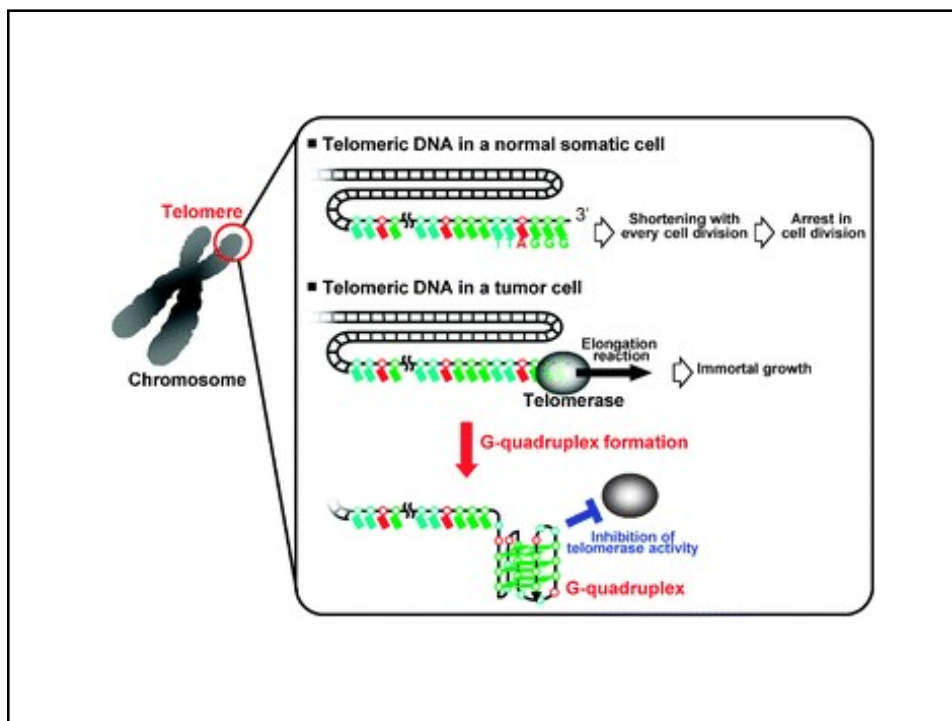 ■ Telomeric DNA in a normal somatic cell
Telomere
3'
TTAGGG
Shortening with
every cell division
Arrest in
cell division
■ Telomeric DNA in a tumor cell
Elongation
reaction
Immortal growth
Chromosome
Telomerase
G-quadruplex formation
Inhibition of
telomerase activity
G-quadruplex